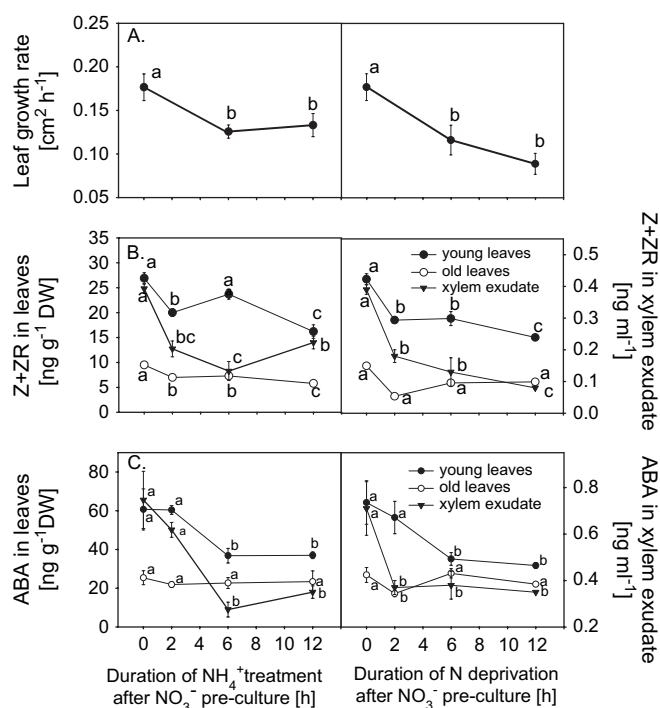 A.
Leaf growth rate
[cm² h⁻¹]
0.25
0.20
0.15
0.10
0.05
a
b
b
a
b
b
B.
Z+ZR in leaves
[ng g⁻¹ DW]
35
30
25
20
15
10
5
0
a
a
a
b
bc
b
a
c
b
c
b
c
young leaves
old leaves
xylem exudate
a
a
a
b
b
a
b
b
a
c
a
c
0.5
0.4
0.3
0.2
0.1
0.0
Z+ZR in xylem exudate
[ng ml⁻¹]
C.
ABA in leaves
[ng g⁻¹DW]
80
60
40
20
0
a
a
a
a
a
a
b
a
b
b
a
b
young leaves
old leaves
xylem exudate
a
a
a
a
b
b
b
a
b
b
a
b
0.8
0.6
0.4
0.2
ABA in xylem exudate
[ng ml⁻¹]
0 2 4 6 8 10 12
0 2 4 6 8 10 12
Duration of NH₄⁺treatment
after NO₃⁻ pre-culture [h]
Duration of N deprivation
after NO₃⁻ pre-culture [h]